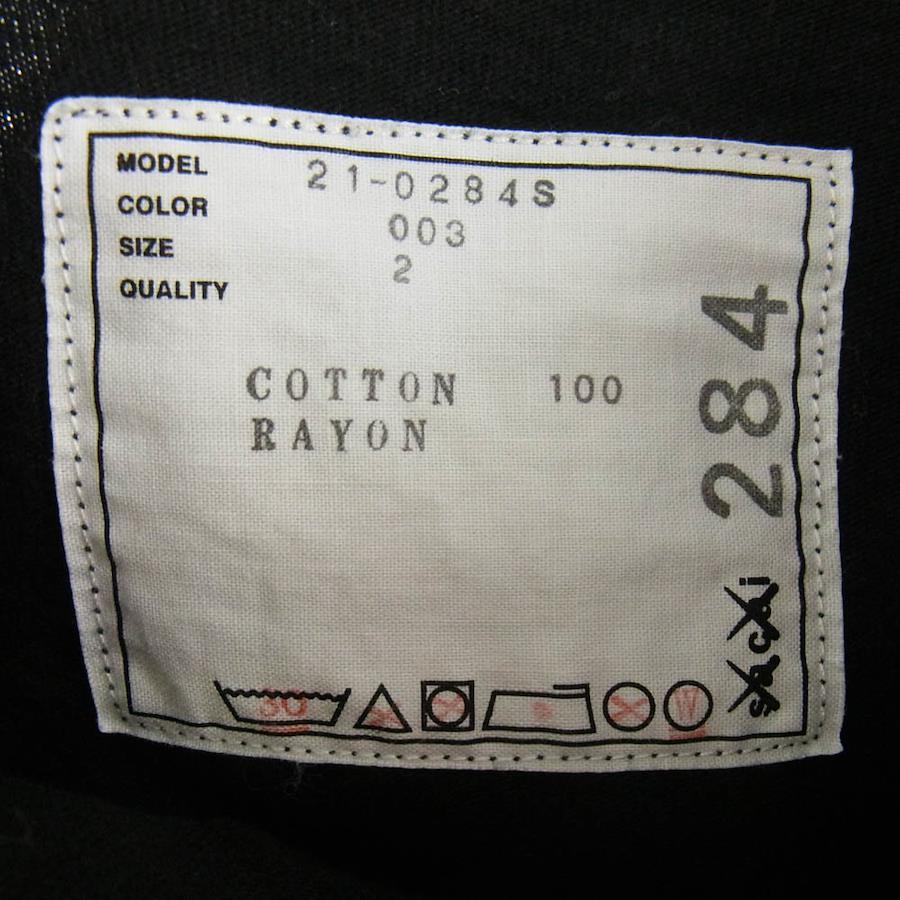 MODEL 21-0284S
COLOR 003
SIZE 2
QUALITY
COTTON 100
RAYON
284
sacai
30
W